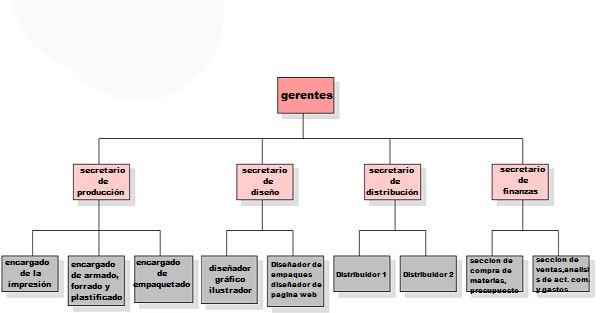 gerentes
secretario
de
producción
secretario
de
diseño
secretario
de
distribución
secretario
de
finanzas
encargado
de la
impresión
encargado
de armado,
forrado y
plastificado
encargado
de
empaquetado
diseñador
gráfico
ilustrador
Diseñador de
empaques
diseñador de
pagina web
Distribuidor 1
Distribuidor 2
seccion de
compra de
materias,
presupuesto
seccion de
ventas,analisi
s de act. com.
y gastos